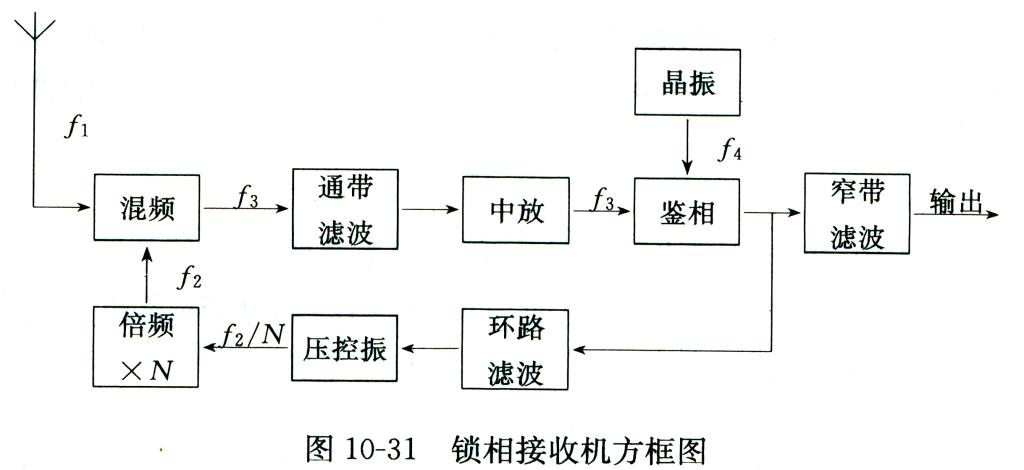 晶振
f1
f4
混频
f3
通带
滤波
中放
f3
鉴相
窄带
滤波
输出
f2
倍频
×N
f2/N
压控振
环路
滤波
图 10-31 锁相接收机方框图